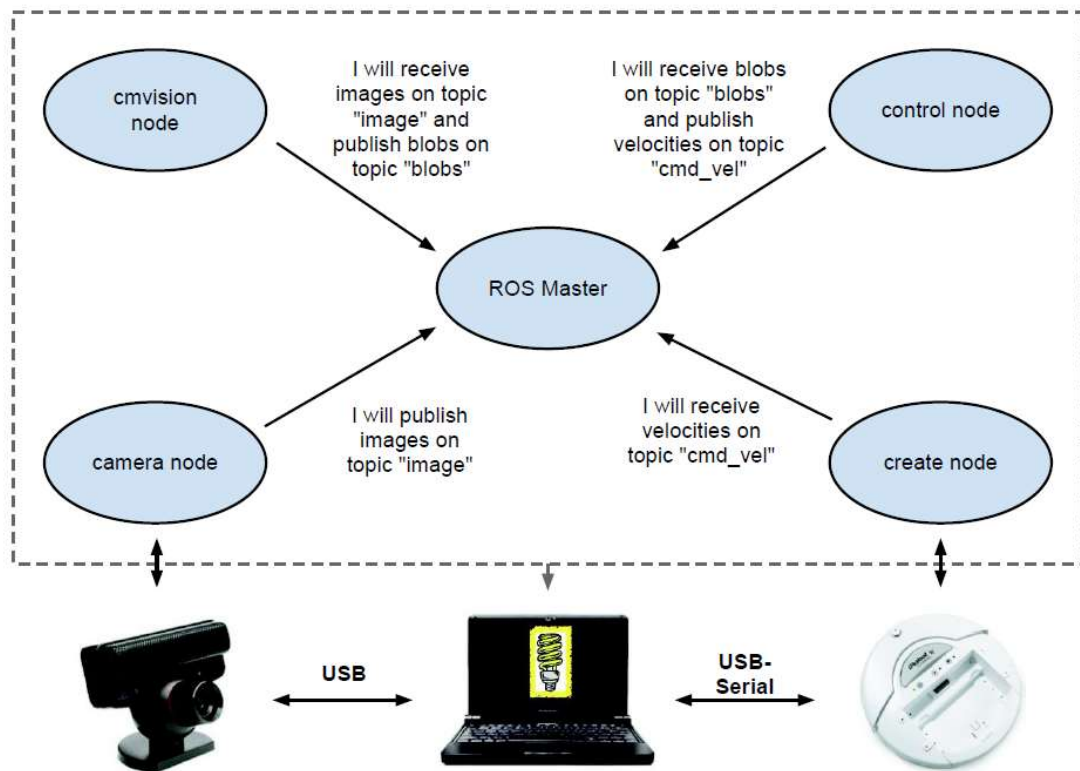 cmvision
node
I will receive
images on topic
"image" and
publish blobs on
topic "blobs"
I will receive blobs
on topic "blobs"
and publish
velocities on topic
"cmd_vel"
control node
ROS Master
camera node
I will publish
images on
topic "image"
I will receive
velocities on
topic "cmd_vel"
create node
USB
USB-
Serial